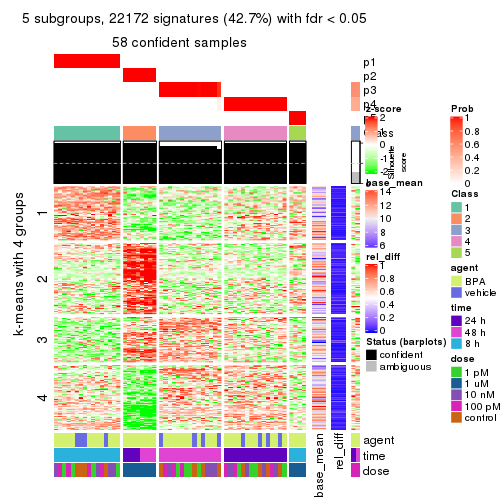 5 subgroups, 22172 signatures (42.7%) with fdr < 0.05
58 confident samples
p1
p2
p3
p4
z-score
2
1
0
-1
-2
Silhouette
score
base_mean
14
12
10
8
6
rel_diff
1
0.8
0.6
0.4
0.2
0
Status (barplots)
confident
ambiguous
Prob
1
0.8
0.6
0.4
0.2
0
Class
1
2
3
4
5
agent
BPA
vehicle
time
24 h
48 h
8 h
dose
1 pM
1 uM
10 nM
100 pM
control
k-means with 4 groups
1
2
3
4
base_mean
rel_diff
agent
time
dose